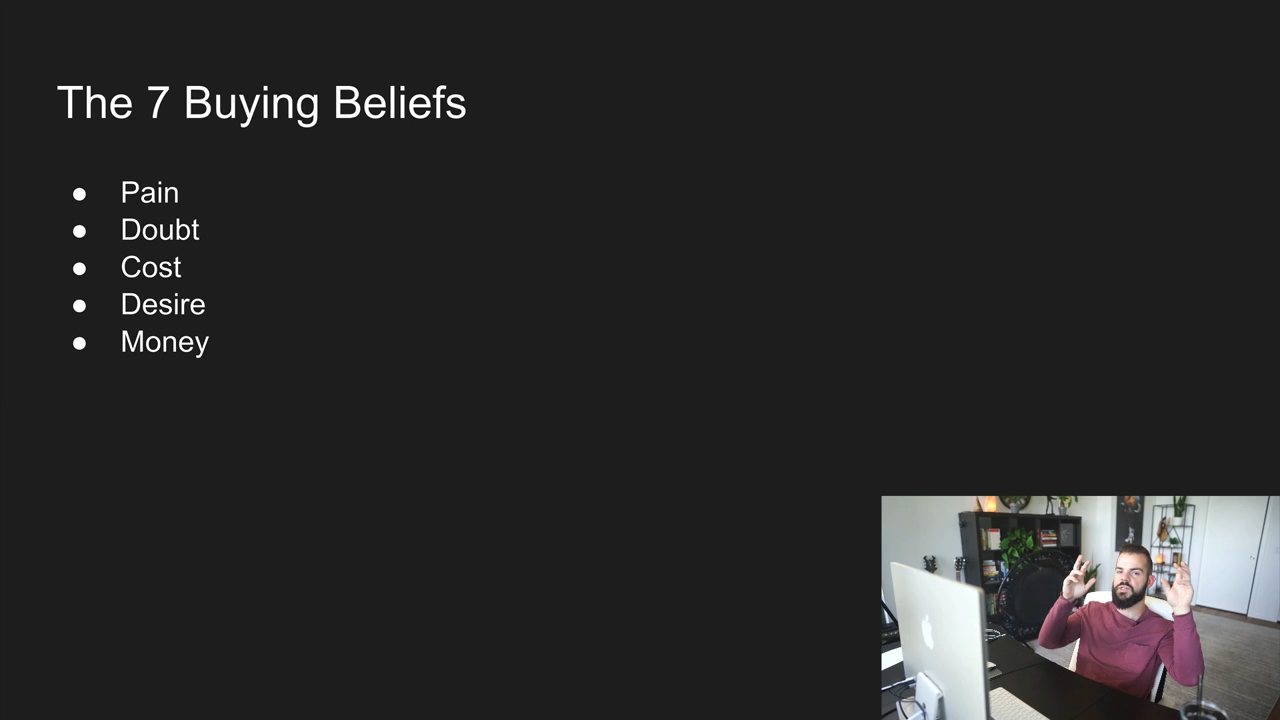 The 7 Buying Beliefs
● Pain
● Doubt
● Cost
● Desire
● Money